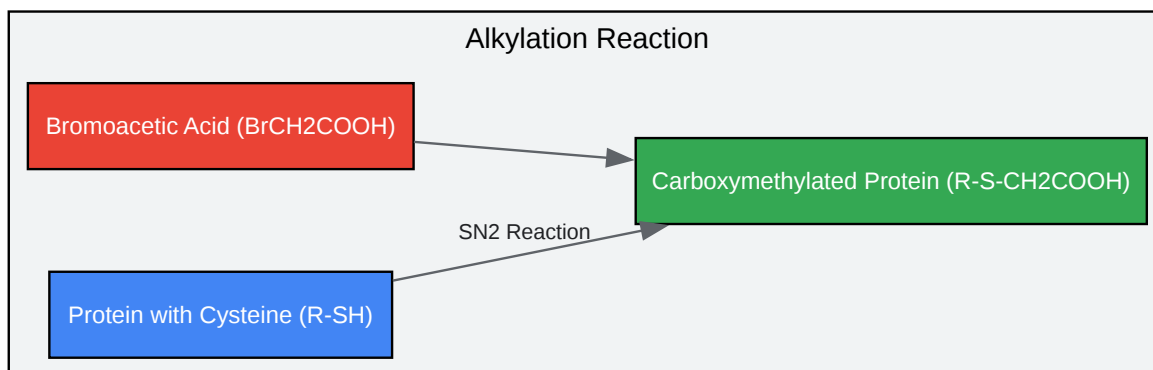 Alkylation Reaction
Bromoacetic Acid (BrCH2COOH)
Carboxymethylated Protein (R-S-CH2COOH)
SN2 Reaction
Protein with Cysteine (R-SH)